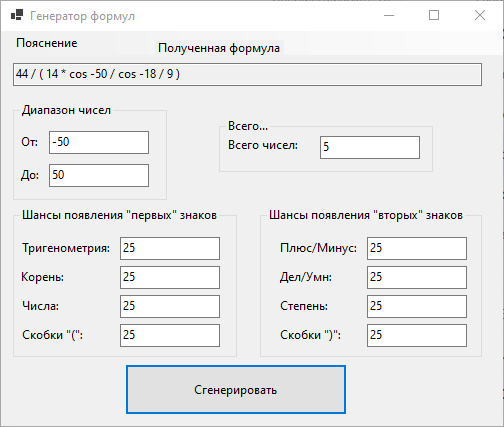 Генератор формул
Пояснение
Полученная формула
44 / ( 14 * cos -50 / cos -18 / 9 )
Диапазон чисел
От: -50
До: 50
Всего...
Всего чисел: 5
Шансы появления "первых" знаков
Тригенометрия: 25
Корень: 25
Числа: 25
Скобки "(": 25
Шансы появления "вторых" знаков
Плюс/Минус: 25
Дел/Умн: 25
Степень: 25
Скобки ")": 25
Сгенерировать